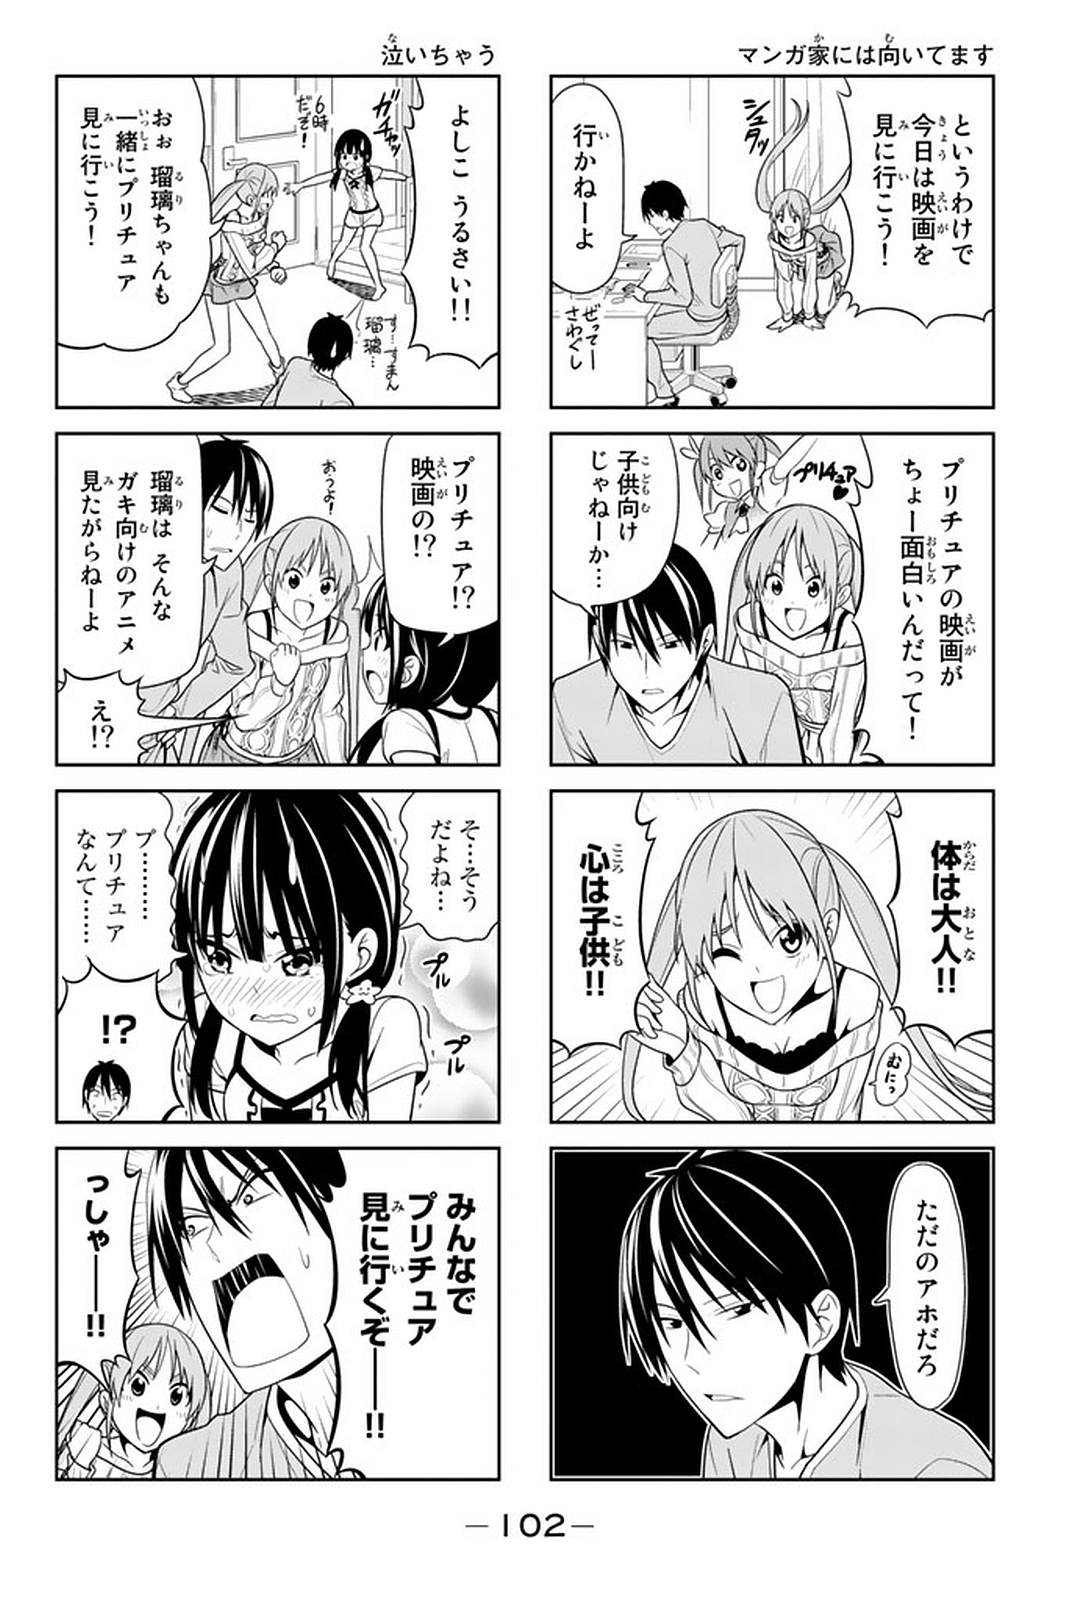 マンガ家には向いてます
というわけで
今日は映画を
見に行こう!
シュタッ
行かねーよ
ぜってー
さわぐし
プリチュアの映画が
ちょー面白いんだって!
プリチュア
子供向け
じゃねーか…
体は大人!!
心は子供!!
むにっ
ただのアホだろ
泣いちゃう
よしこ うるさい!!
ガチャッ
6時
だぞ!
おぉ 瑠璃ちゃんも
一緒にプリチュア
見に行こう!
す…すまん
瑠璃…
プリチュア!?
映画の!?
おうよ!
瑠璃は そんな
ガキ向けのアニメ
見たがらねーよ
え!?
そ…そう
だよね…
プル
プル
プ………
プリチュア
なんて……
!?
みんなで
プリチュア
見に行くぞ――!!
っしゃ――!!
―102―